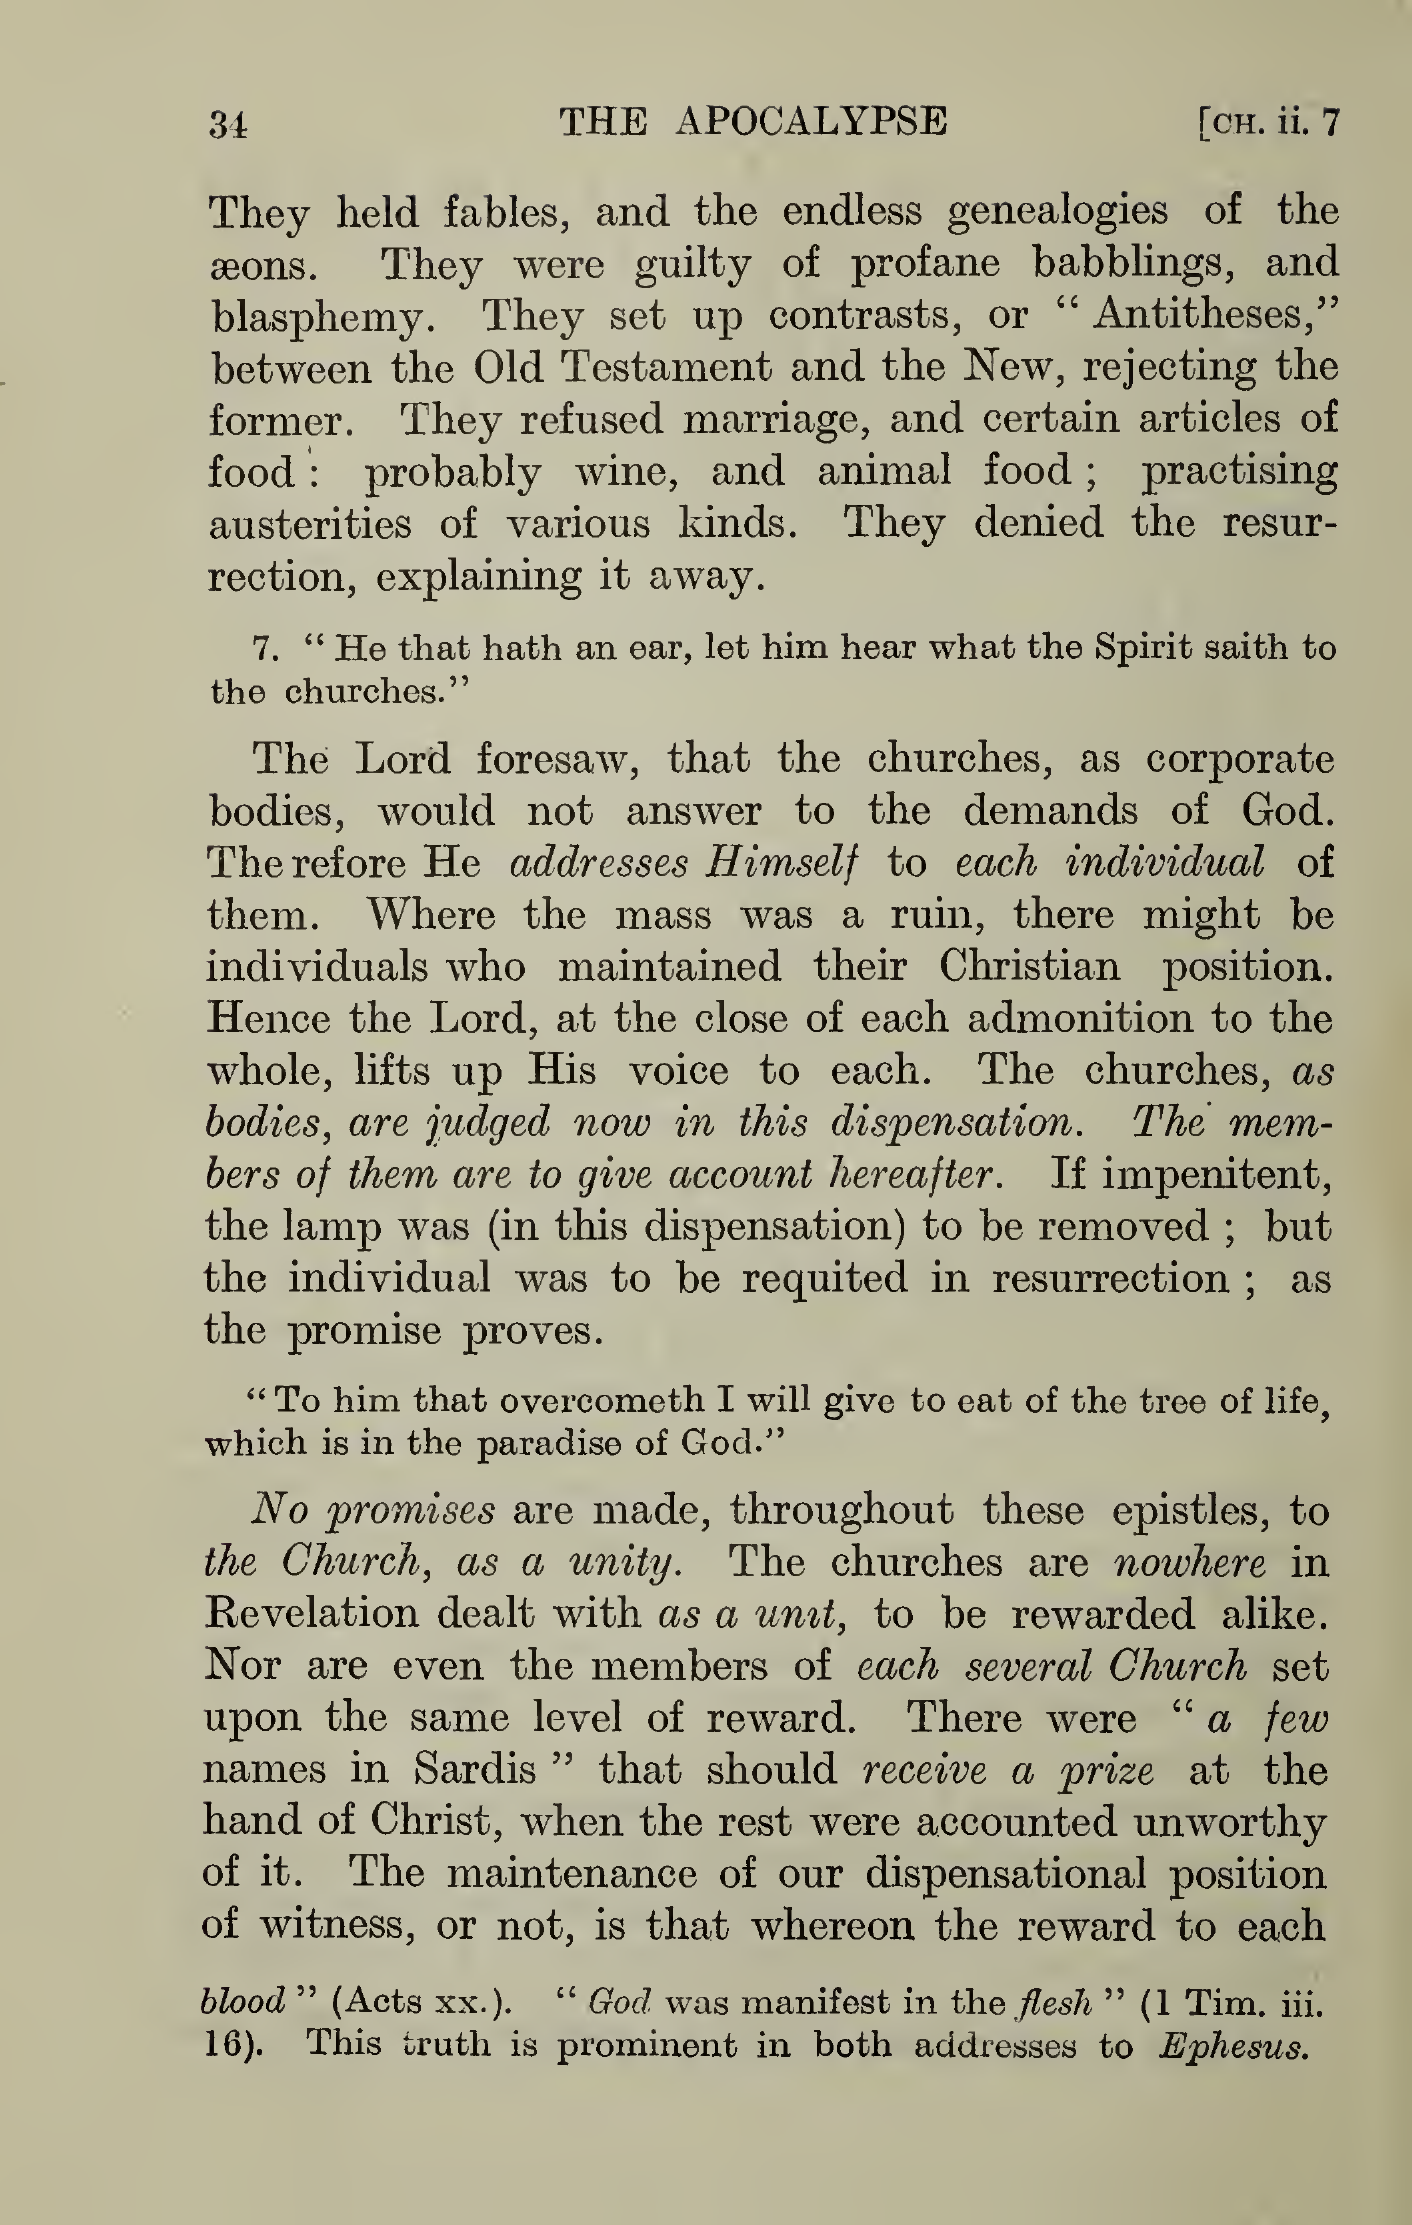 34 THE APOCALYPSE [CH. ii. 7
They held fables, and the endless genealogies of the
æons. They were guilty of profane babblings, and
blasphemy. They set up contrasts, or “ Antitheses,”
between the Old Testament and the New, rejecting the
former. They refused marriage, and certain articles of
food : probably wine, and animal food ; practising
austerities of various kinds. They denied the resur-
rection, explaining it away.
7. “ He that hath an ear, let him hear what the Spirit saith to
the churches.”
The Lord foresaw, that the churches, as corporate
bodies, would not answer to the demands of God.
Therefore He addresses Himself to each individual of
them. Where the mass was a ruin, there might be
individuals who maintained their Christian position.
Hence the Lord, at the close of each admonition to the
whole, lifts up His voice to each. The churches, as
bodies, are judged now in this dispensation. The mem-
bers of them are to give account hereafter. If impenitent,
the lamp was (in this dispensation) to be removed ; but
the individual was to be requited in resurrection ; as
the promise proves.
“ To him that overcometh I will give to eat of the tree of life,
which is in the paradise of God.”
No promises are made, throughout these epistles, to
the Church, as a unity. The churches are nowhere in
Revelation dealt with as a unit, to be rewarded alike.
Nor are even the members of each several Church set
upon the same level of reward. There were “ a few
names in Sardis ” that should receive a prize at the
hand of Christ, when the rest were accounted unworthy
of it. The maintenance of our dispensational position
of witness, or not, is that whereon the reward to each
blood ” (Acts xx.). “ God was manifest in the flesh ” (1 Tim. iii.
16). This truth is prominent in both addresses to Ephesus.